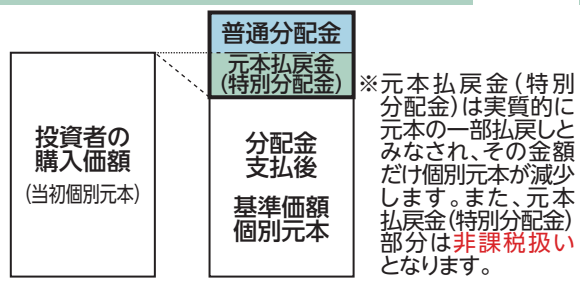 普通分配金
元本払戻金
(特別分配金)
投資者の
購入価額
(当初個別元本)
分配金
支払後
基準価額
個別元本
※元本払戻金(特別
分配金)は実質的に
元本の一部払戻しと
みなされ、その金額
だけ個別元本が減少
します。また、元本
払戻金(特別分配金)
部分は非課税扱い
となります。